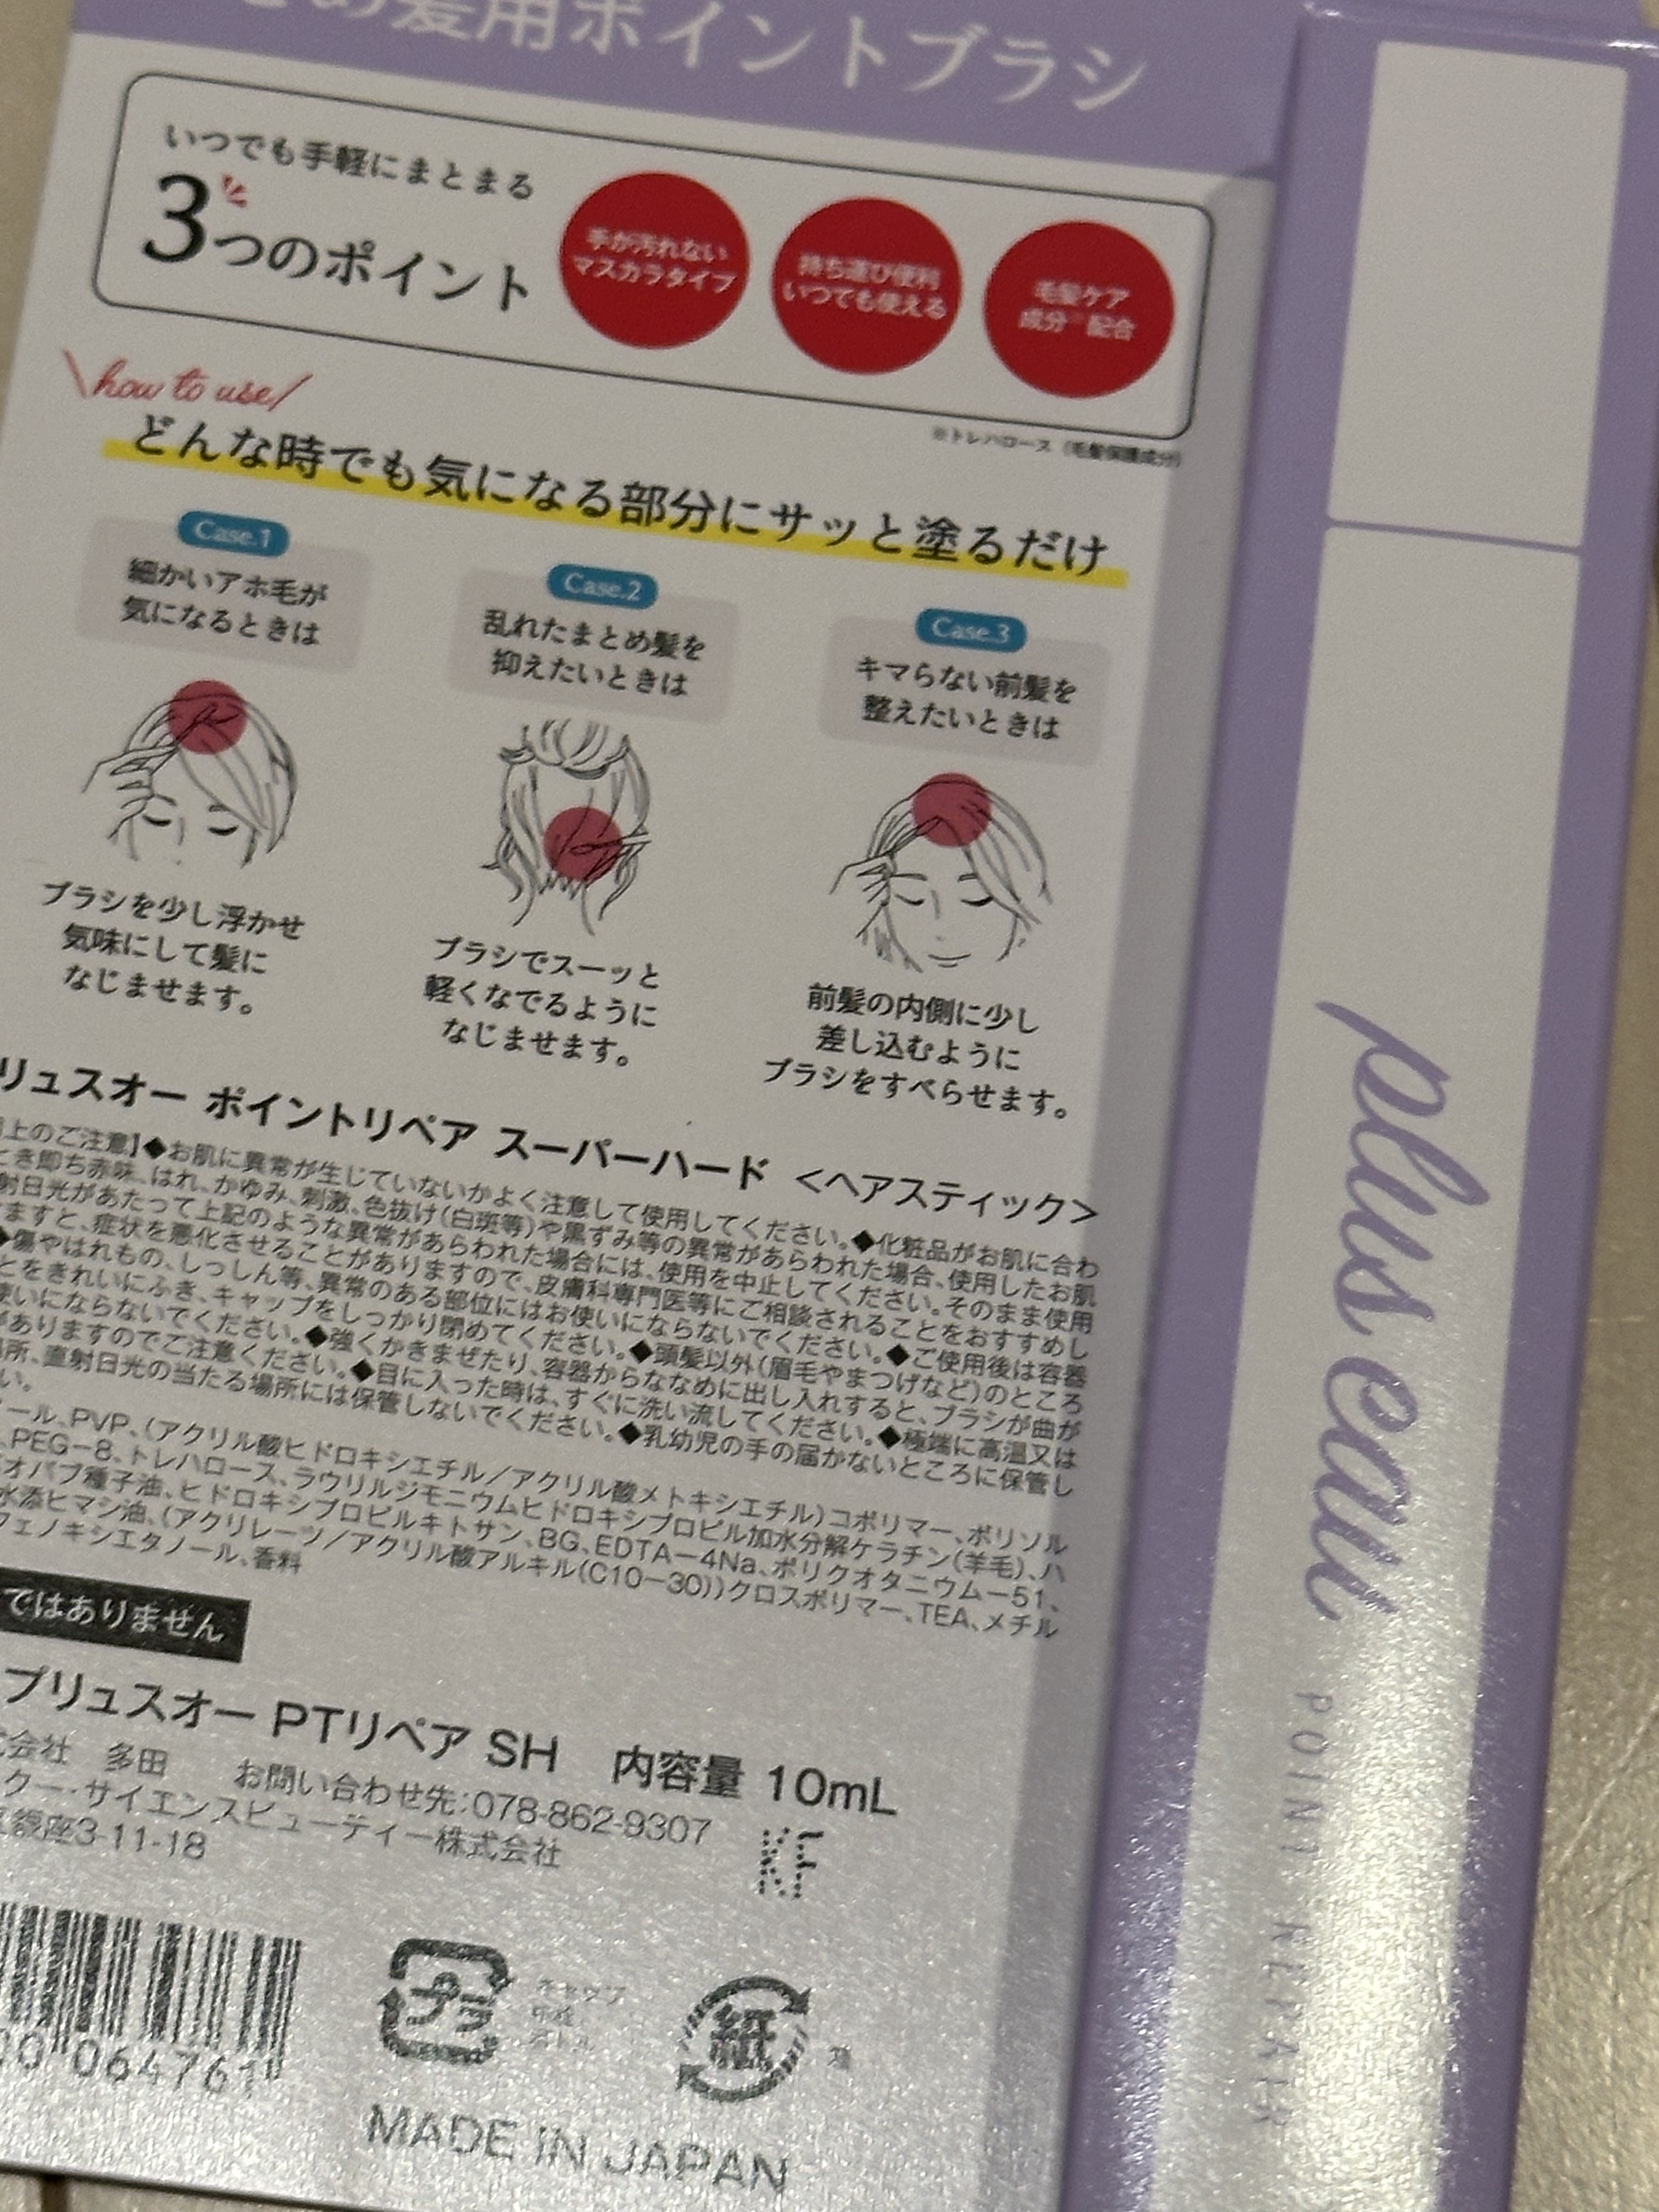 とめ髪用ポイントブラシ
いつでも手軽にまとまる
3つのポイント
手が汚れない
マスカラタイプ
持ち運び便利
いつでも使える
毛髪ケア
成分※配合
※トレハロース（毛髪保護成分）
how to use
どんな時でも気になる部分にサッと塗るだけ
Case.1
細かいアホ毛が
気になるときは
ブラシを少し浮かせ
気味にして髪に
なじませます。
Case.2
乱れたまとめ髪を
抑えたいときは
ブラシでスーッと
軽くなでるように
なじませます。
Case.3
キマらない前髪を
整えたいときは
前髪の内側に少し
差し込むように
ブラシをすべらせます。
リュスオー ポイントリペア スーパーハード <ヘアスティック>
上のご注意】◆お肌に異常が生じていないかよく注意して使用してください。◆化粧品がお肌に合わ
とき即ち赤味、はれ、かゆみ、刺激、色抜け（白斑等）や黒ずみ等の異常があらわれた場合、使用したお肌
射日光があたって上記のような異常があらわれた場合には、使用を中止してください。そのまま使用
ますと、症状を悪化させることがありますので、皮膚科専門医等にご相談されることをおすすめし
◆傷やはれもの、しっしん等、異常のある部位にはお使いにならないでください。◆ご使用後は容器
とをきれいにふき、キャップをしっかり閉めてください。◆頭髪以外（眉毛やまつげなど）のところ
使いにならないでください。◆強くかきまぜたり、容器からななめに出し入れすると、ブラシが曲が
がありますのでご注意ください。◆目に入った時は、すぐに洗い流してください。◆極端に高温又は
場所、直射日光の当たる場所には保管しないでください。◆乳幼児の手の届かないところに保管し
い。
ール、PVP、（アクリル酸ヒドロキシエチル／アクリル酸メトキシエチル）コポリマー、ポリソル
、PEG－8、トレハロース、ラウリルジモニウムヒドロキシプロピル加水分解ケラチン（羊毛）、ハ
オバブ種子油、ヒドロキシプロピルキトサン、BG、EDTA－4Na、ポリクオタニウム－51、
水添ヒマシ油、（アクリレーツ／アクリル酸アルキル（C10－30））クロスポリマー、TEA、メチル
フェノキシエタノール、香料
ではありません
プリュスオー PTリペア SH 内容量 10mL
会社 多田 お問い合わせ先：078-862-9307
クター・サイエンスビューティー株式会社
区銀座3-11-18
KF
0064761
プラ
キャップ
紙
MADE IN JAPAN
plus eau
POINT REPAIR